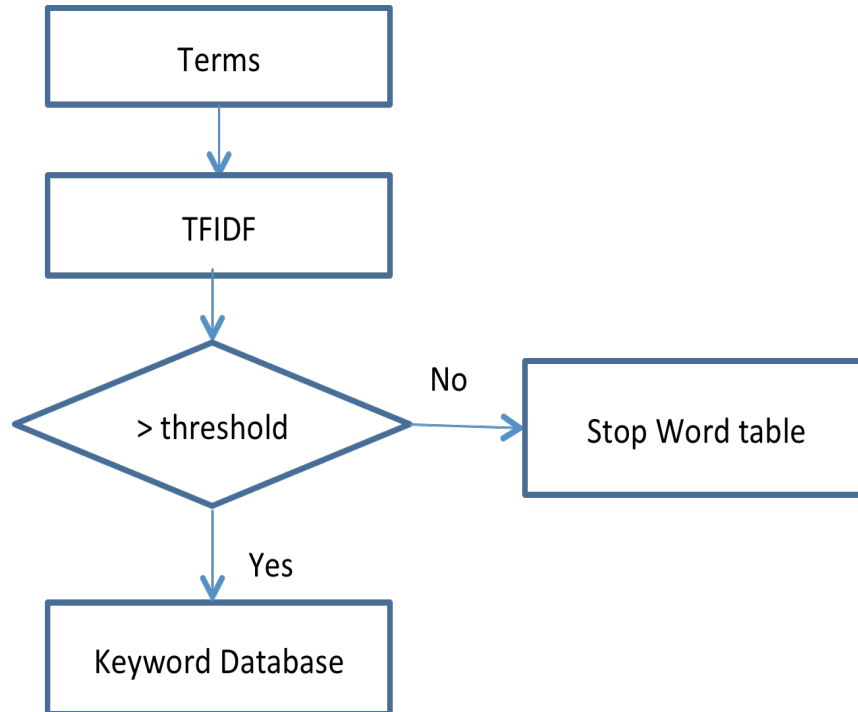 Terms
TFIDF
> threshold
No
Stop Word table
Yes
Keyword Database